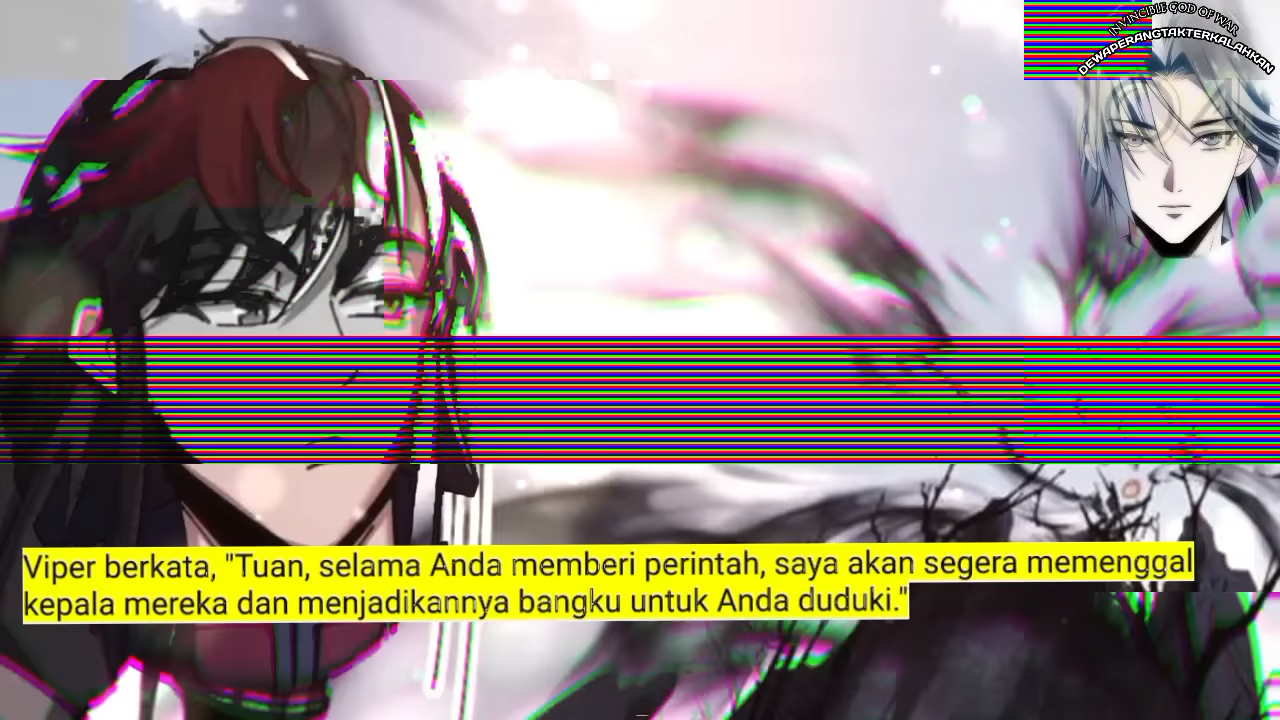 INVINCIBLE GOD OF WAR
DEWAPERANGTAKTERKALAHKAN
Viper berkata, "Tuan, selama Anda memberi perintah, saya akan segera memenggal
kepala mereka dan menjadikannya bangku untuk Anda duduki."